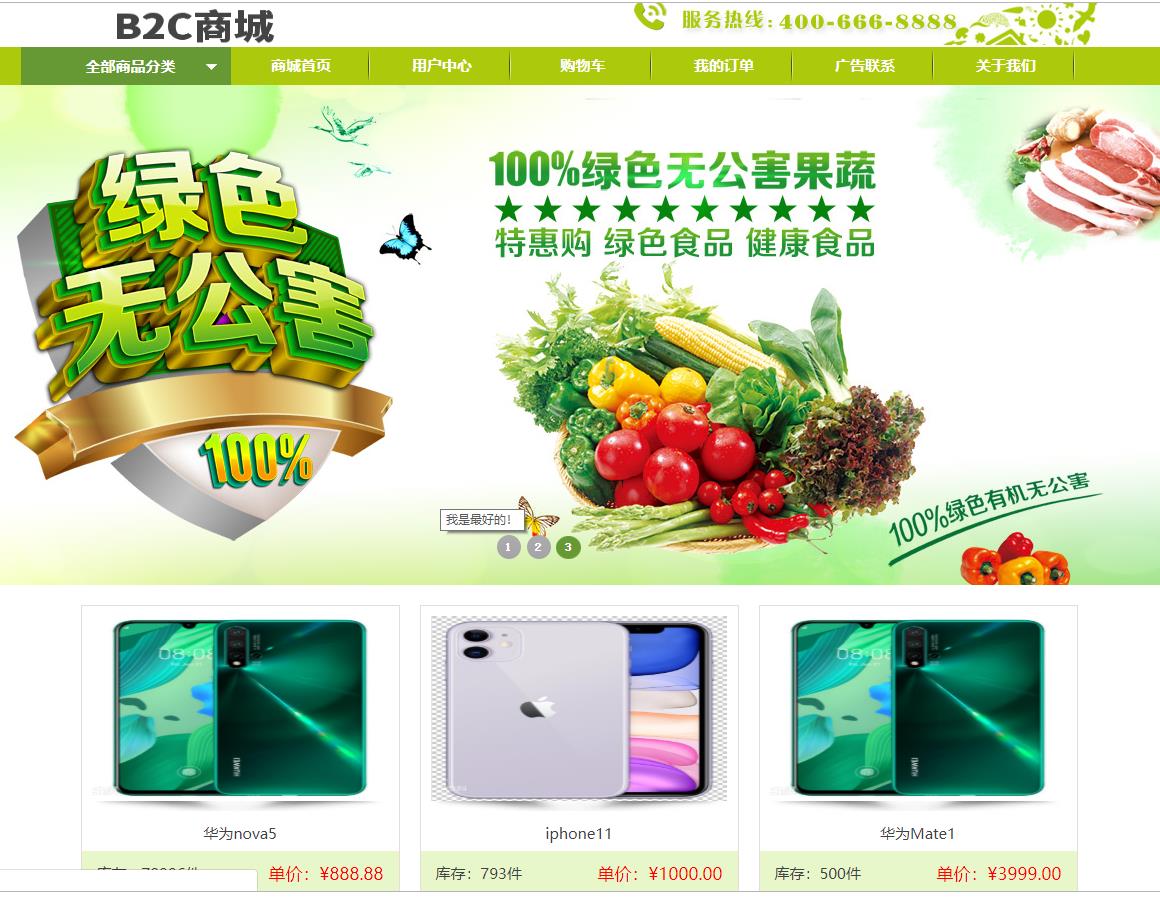 B2C商城
服务热线:400-666-8888
全部商品分类 商城首页 用户中心 购物车 我的订单 广告联系 关于我们
绿色
无公害
100%
100%绿色无公害果蔬
★★★★★★★★★★
特惠购 绿色食品 健康食品
100%绿色有机无公害
我是最好的!
1 2 3
08:08
HUAWEI
08:08
HUAWEI
华为nova5 iphone11 华为Mate1
单价：¥888.88 库存：793件 单价：¥1000.00 库存：500件 单价：¥3999.00